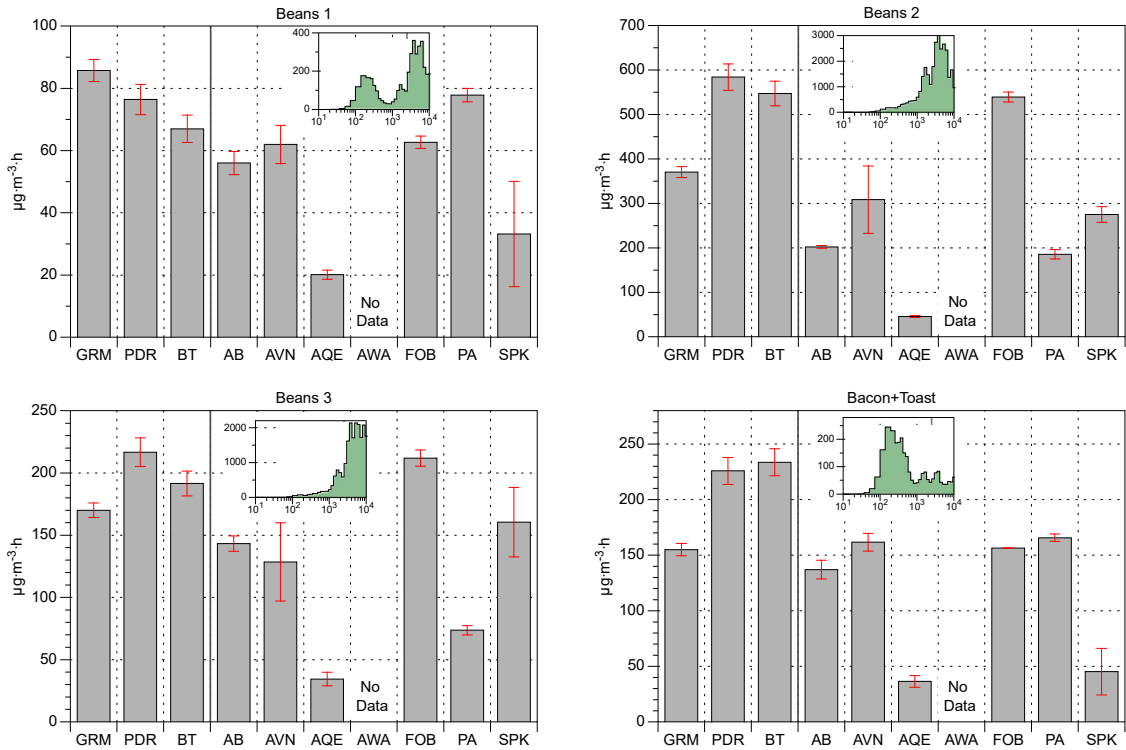 Beans 1
µg·m⁻³·h
100
80
60
40
20
0
400
200
0
10¹ 10² 10³ 10⁴
No
Data
GRM PDR BT AB AVN AQE AWA FOB PA SPK
Beans 2
µg·m⁻³·h
700
600
500
400
300
200
100
0
3000
2000
1000
0
10¹ 10² 10³ 10⁴
No
Data
GRM PDR BT AB AVN AQE AWA FOB PA SPK
Beans 3
µg·m⁻³·h
250
200
150
100
50
0
2000
1000
0
10¹ 10² 10³ 10⁴
No
Data
GRM PDR BT AB AVN AQE AWA FOB PA SPK
Bacon+Toast
µg·m⁻³·h
250
200
150
100
50
0
200
100
0
10¹ 10² 10³ 10⁴
No
Data
GRM PDR BT AB AVN AQE AWA FOB PA SPK